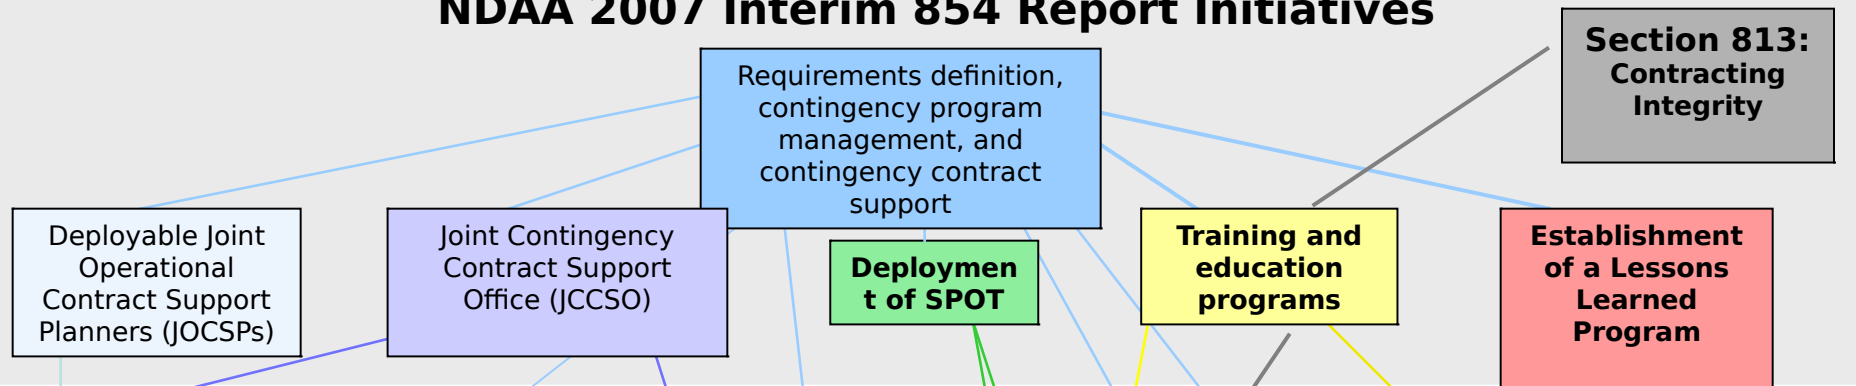 NDAA 2007 Interim 854 Report Initiatives
Section 813:
Contracting
Integrity
Requirements definition,
contingency program
management, and
contingency contract
support
Deployable Joint
Operational
Contract Support
Planners (JOCSPs)
Joint Contingency
Contract Support
Office (JCCSO)
Deploymen
t of SPOT
Training and
education
programs
Establishment
of a Lessons
Learned
Program